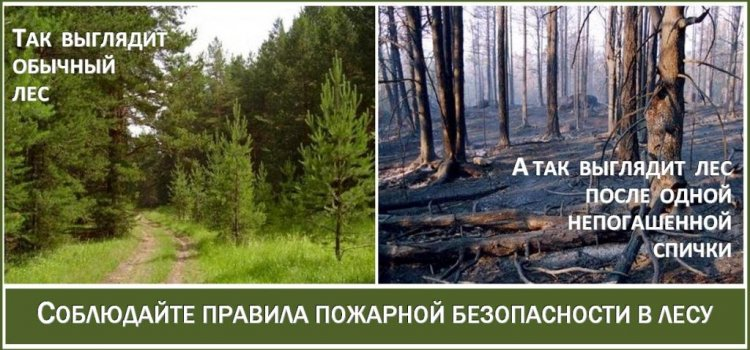 Так выглядит
обычный
лес
А так выглядит лес
после одной
непогашенной
спички
Соблюдайте правила пожарной безопасности в лесу